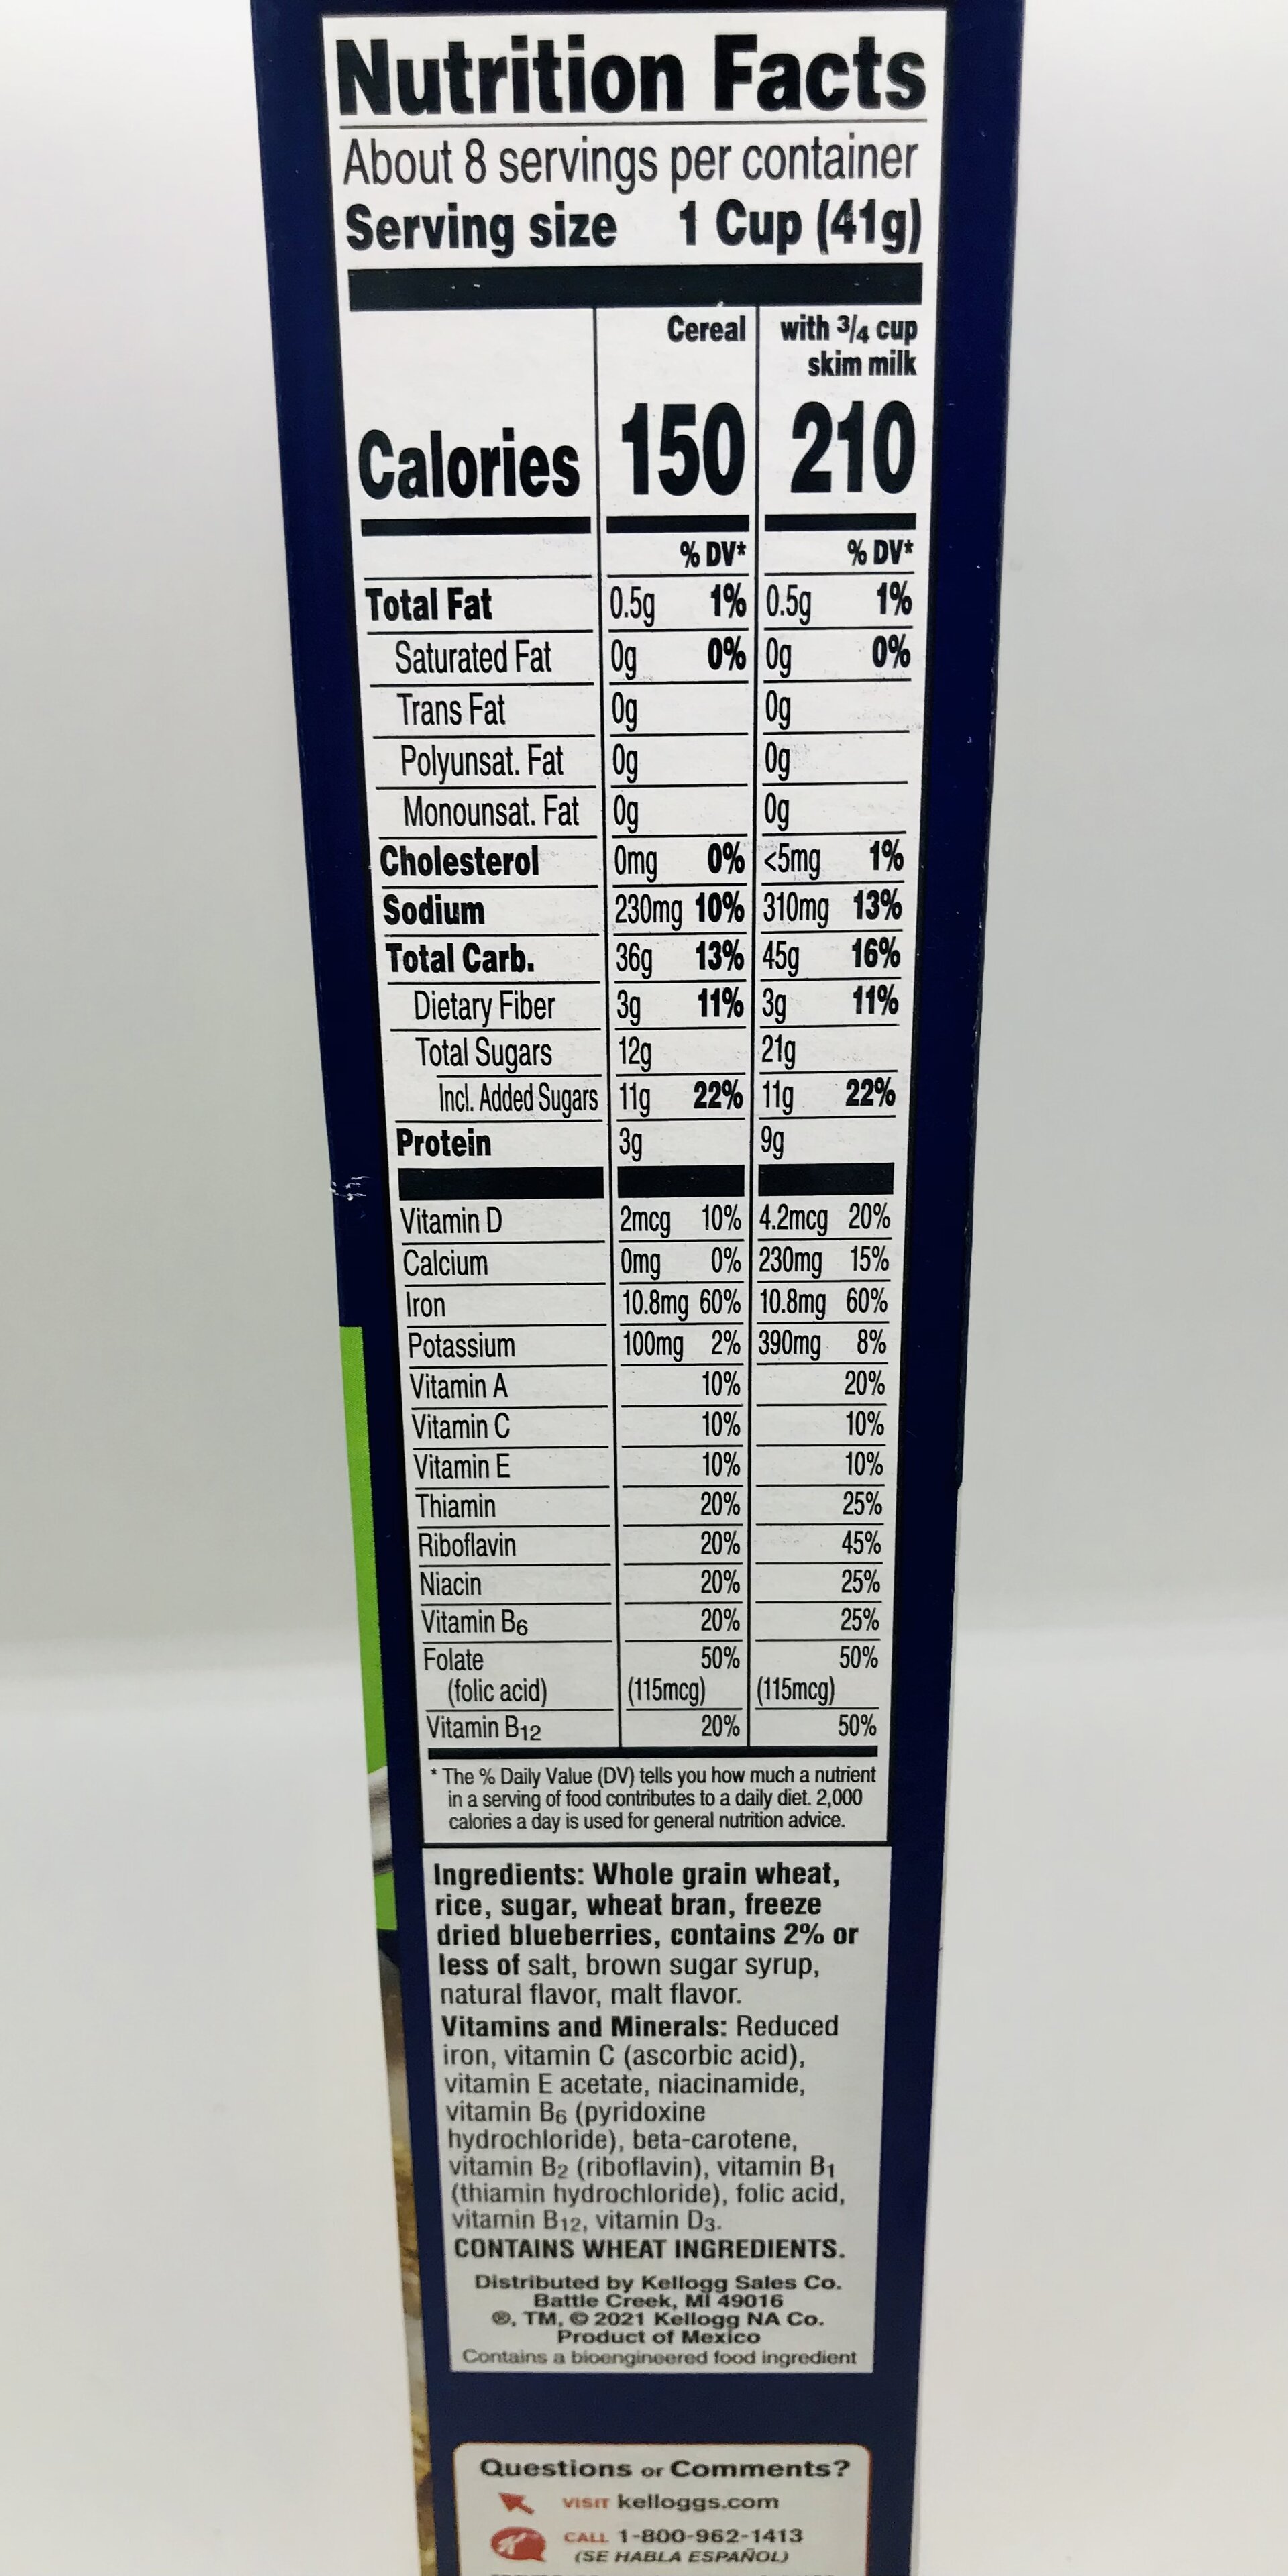 Nutrition Facts
About 8 servings per container
Serving size 1 Cup (41g)
Cereal with 3/4 cup
skim milk
Calories 150 210
% DV* % DV*
Total Fat 0.5g 1% 0.5g 1%
Saturated Fat 0g 0% 0g 0%
Trans Fat 0g 0g
Polyunsat. Fat 0g 0g
Monounsat. Fat 0g 0g
Cholesterol 0mg 0% <5mg 1%
Sodium 230mg 10% 310mg 13%
Total Carb. 36g 13% 45g 16%
Dietary Fiber 3g 11% 3g 11%
Total Sugars 12g 21g
Incl. Added Sugars 11g 22% 11g 22%
Protein 3g 9g
Vitamin D 2mcg 10% 4.2mcg 20%
Calcium 0mg 0% 230mg 15%
Iron 10.8mg 60% 10.8mg 60%
Potassium 100mg 2% 390mg 8%
Vitamin A 10% 20%
Vitamin C 10% 10%
Vitamin E 10% 10%
Thiamin 20% 25%
Riboflavin 20% 45%
Niacin 20% 25%
Vitamin B6 20% 25%
Folate 50% 50%
(folic acid) (115mcg) (115mcg)
Vitamin B12 20% 50%
* The % Daily Value (DV) tells you how much a nutrient
in a serving of food contributes to a daily diet. 2,000
calories a day is used for general nutrition advice.
Ingredients: Whole grain wheat,
rice, sugar, wheat bran, freeze
dried blueberries, contains 2% or
less of salt, brown sugar syrup,
natural flavor, malt flavor.
Vitamins and Minerals: Reduced
iron, vitamin C (ascorbic acid),
vitamin E acetate, niacinamide,
vitamin B6 (pyridoxine
hydrochloride), beta-carotene,
vitamin B2 (riboflavin), vitamin B1
(thiamin hydrochloride), folic acid,
vitamin B12, vitamin D3.
CONTAINS WHEAT INGREDIENTS.
Distributed by Kellogg Sales Co.
Battle Creek, MI 49016
®, TM, © 2021 Kellogg NA Co.
Product of Mexico
Contains a bioengineered food ingredient
Questions or Comments?
VISIT kelloggs.com
K CALL 1-800-962-1413
(SE HABLA ESPAÑOL)